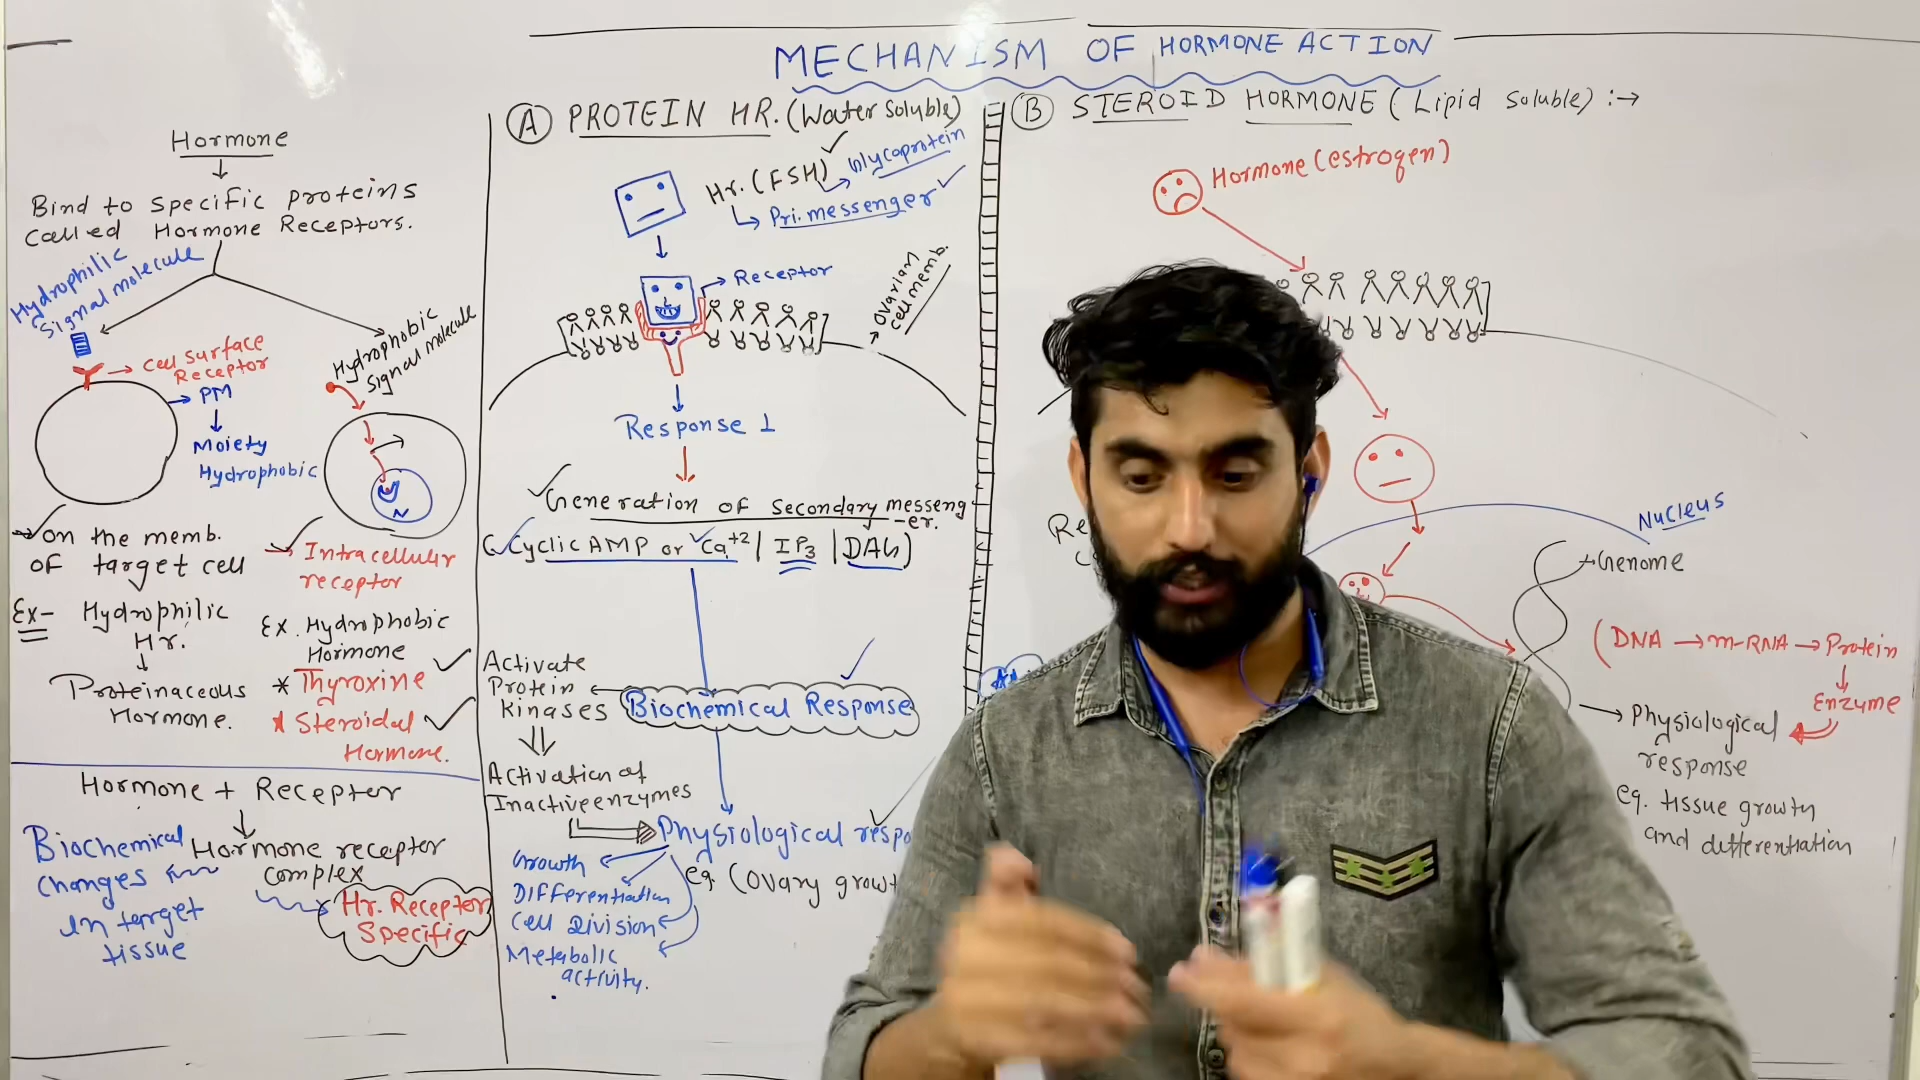 MECHANISM OF HORMONE ACTION
Hormone
Bind to specific proteins
called Hormone Receptors.
Hydrophilic
Signal molecule
Cell surface
Receptor
PM
Moiety
Hydrophobic
on the memb.
of target cell
Ex- Hydrophilic
Hr.
Proteinaceous
Hormone.
Hydrophobic
signal molecule
N
Intracellular
receptor
Ex. Hydrophobic
Hormone
* Thyroxine
* Steroidal
Hormone.
Hormone + Receptor
Hormone receptor
complex
Biochemical
changes
in target
tissue
Hr. Receptor
Specific
A PROTEIN HR. (Water soluble)
Hr. (FSH)
Glycoprotein
Pri. messenger
Receptor
Ovarian
cell memb.
Response 1
Generation of Secondary messeng
-er.
(Cyclic AMP or Ca+2 | IP3 | DAG)
Activate
Protein
kinases
Biochemical Response
Activation of
Inactive enzymes
Physiological respo
Growth
Differentiation
Cell Division
Metabolic
activity.
eg. (Ovary growt
B STEROID HORMONE (Lipid soluble) :→
Hormone (estrogen)
Re
Nucleus
Genome
(DNA → m-RNA → Protein
Enzyme
Physiological
response
eg. tissue growth
and differentiation